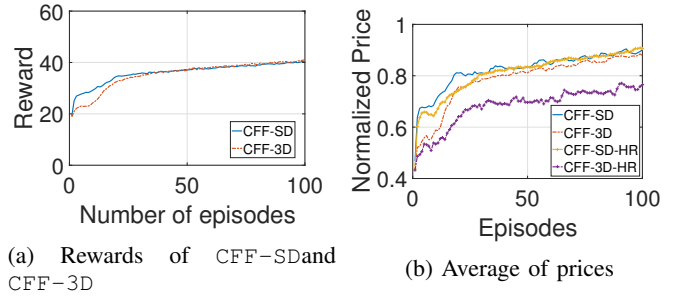 60
40
20
0
Reward
0
50
100
Number of episodes
CFF-SD
CFF-3D
(a) Rewards of CFF-SDand
CFF-3D
1
0.8
0.6
0.4
Normalized Price
0
50
100
Episodes
CFF-SD
CFF-3D
CFF-SD-HR
CFF-3D-HR
(b) Average of prices